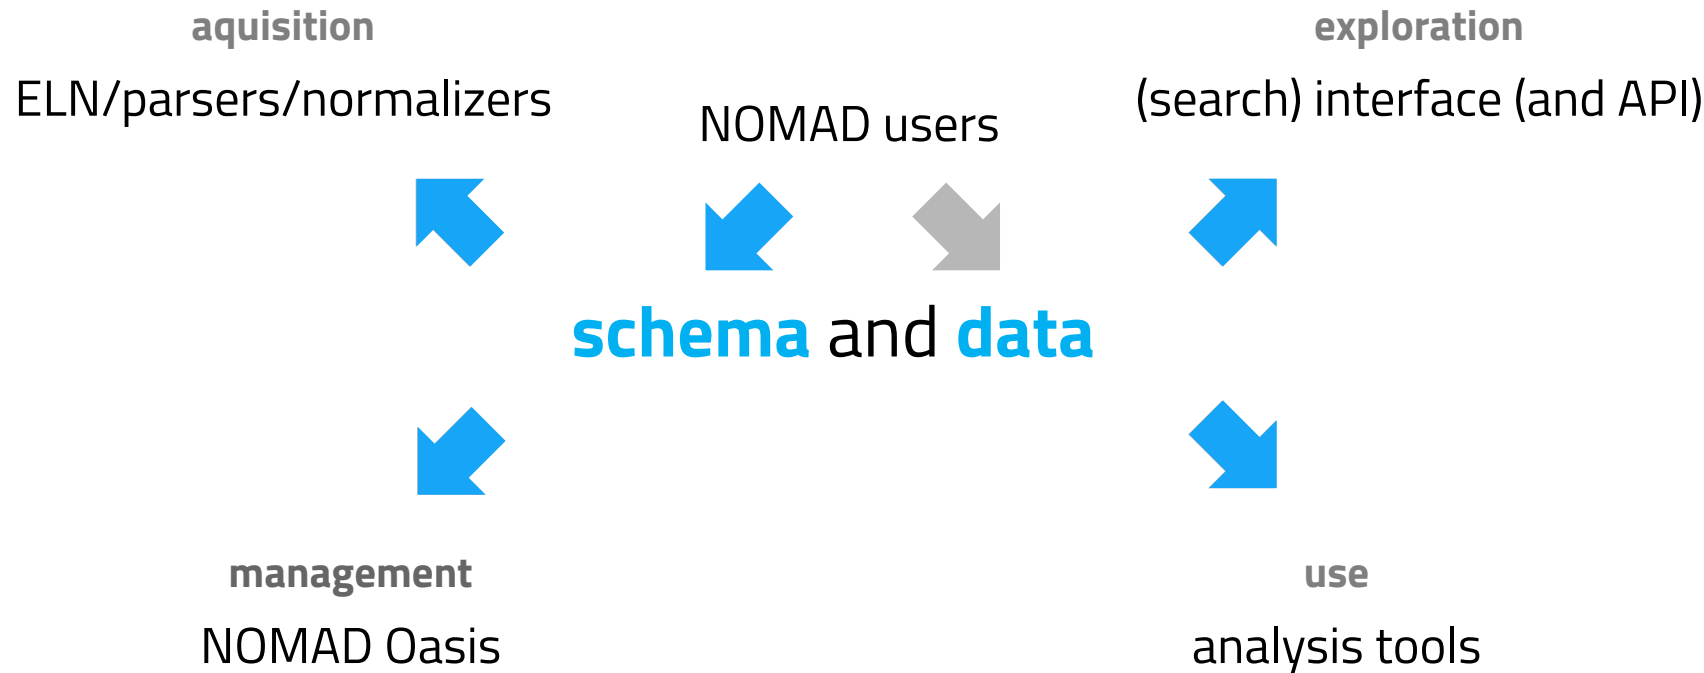 aquisition
ELN/parsers/normalizers
NOMAD users
exploration
(search) interface (and API)
schema and data
management
NOMAD Oasis
use
analysis tools